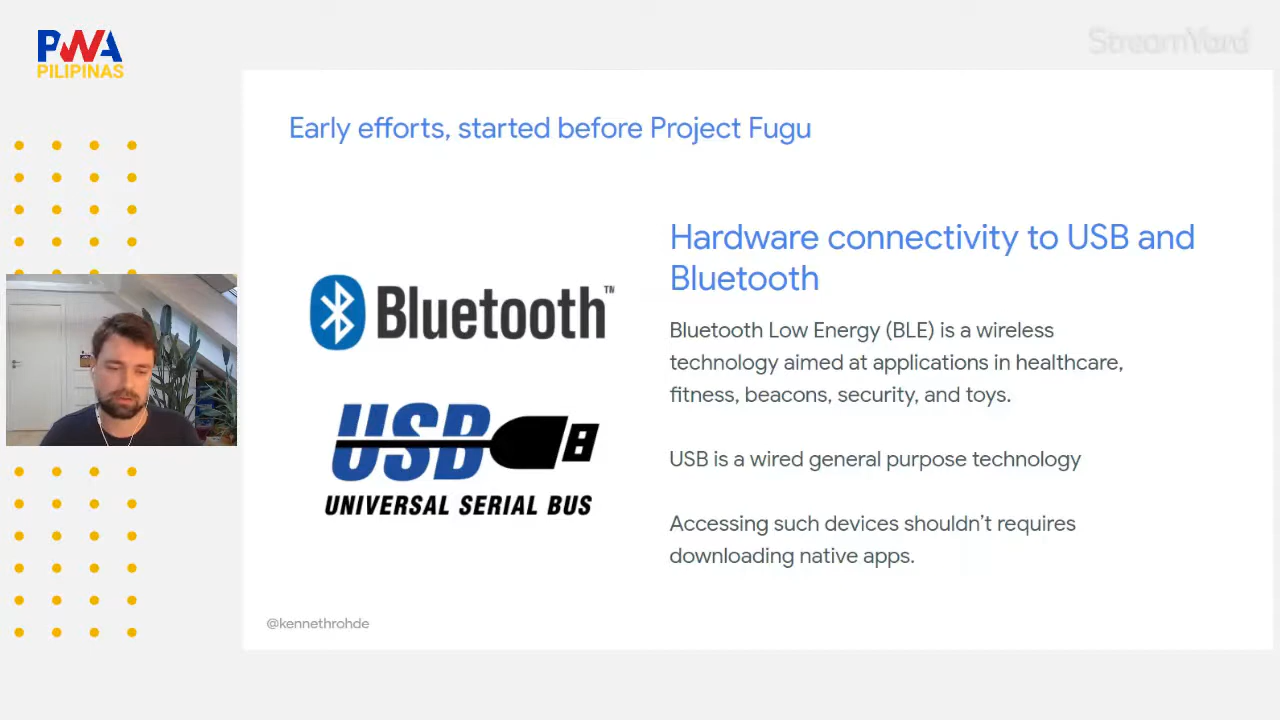 PWA
PILIPINAS
StreamYard
Early efforts, started before Project Fugu
Bluetooth™
USB
UNIVERSAL SERIAL BUS
Hardware connectivity to USB and
Bluetooth
Bluetooth Low Energy (BLE) is a wireless
technology aimed at applications in healthcare,
fitness, beacons, security, and toys.
USB is a wired general purpose technology
Accessing such devices shouldn’t requires
downloading native apps.
@kennethrohde